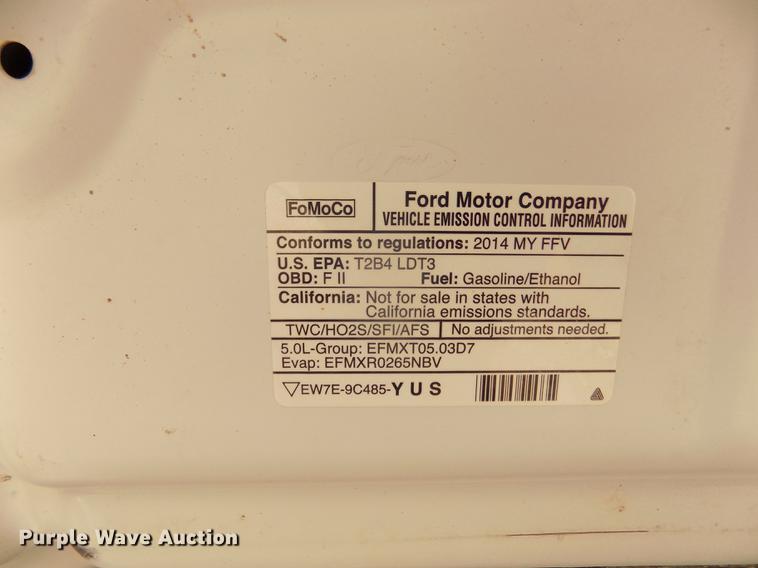 FoMoCo
Ford Motor Company
VEHICLE EMISSION CONTROL INFORMATION
Conforms to regulations: 2014 MY FFV
U.S. EPA: T2B4 LDT3
OBD: F II Fuel: Gasoline/Ethanol
California: Not for sale in states with
California emissions standards.
TWC/HO2S/SFI/AFS No adjustments needed.
5.0L-Group: EFMXT05.03D7
Evap: EFMXR0265NBV
EW7E-9C485-YUS
Purple Wave Auction